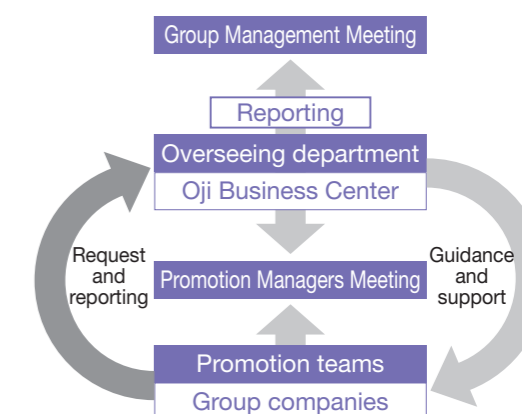 Group Management Meeting
Reporting
Overseeing department
Oji Business Center
Request
and
reporting
Promotion Managers Meeting
Guidance
and
support
Promotion teams
Group companies